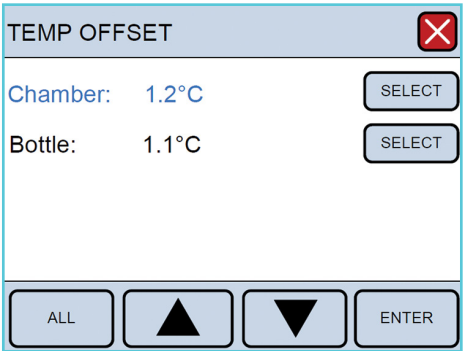 TEMP OFFSET
Chamber: 1.2°C SELECT
Bottle: 1.1°C SELECT
ALL ENTER